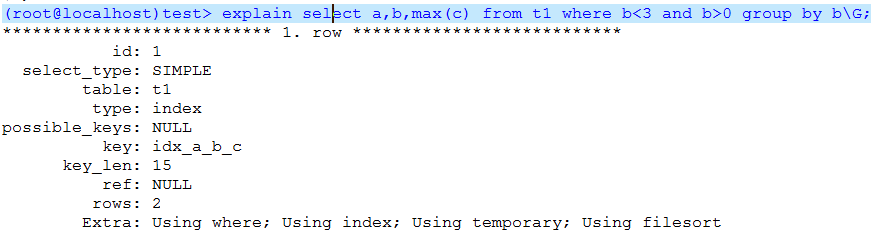 (root@localhost)test> explain select a,b,max(c) from t1 where b<3 and b>0 group by b\G;
*************************** 1. row ***************************
id: 1
select_type: SIMPLE
table: t1
type: index
possible_keys: NULL
key: idx_a_b_c
key_len: 15
ref: NULL
rows: 2
Extra: Using where; Using index; Using temporary; Using filesort